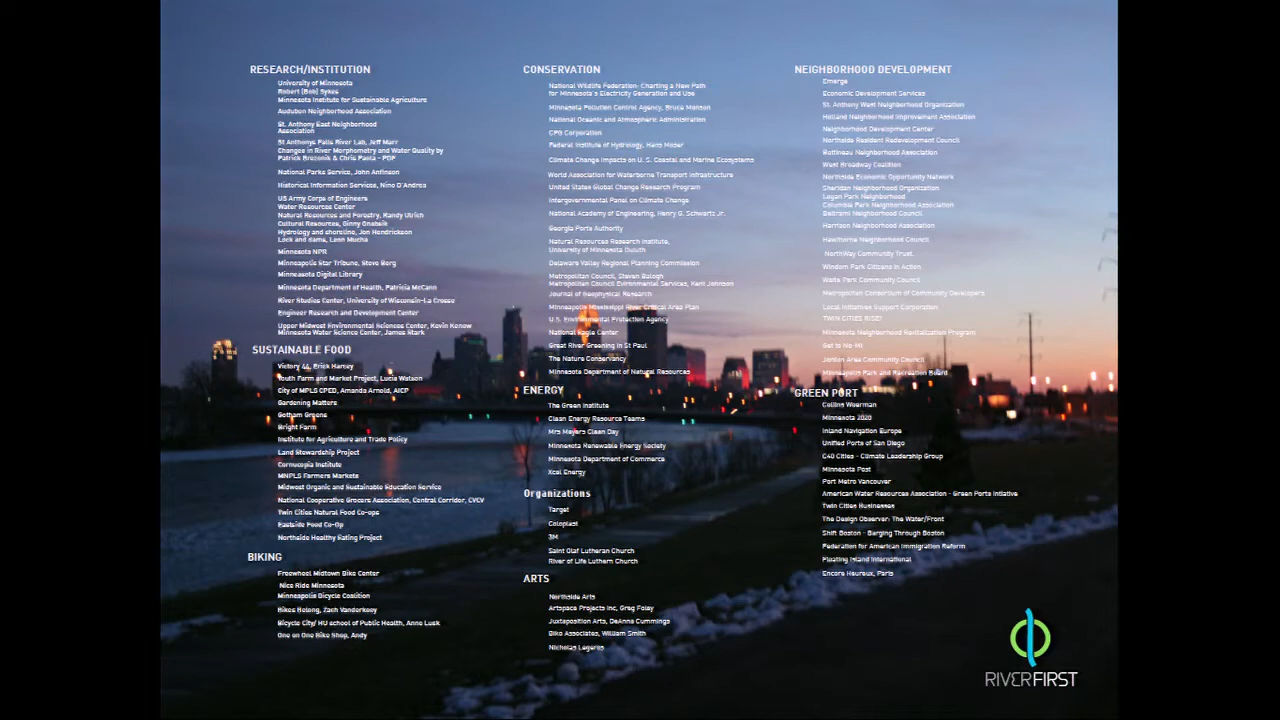 RESEARCH/INSTITUTION
University of Minnesota
Robert (Bob) Sykes
Minnesota Institute for Sustainable Agriculture
Audubon Neighborhood Association
St. Anthony East Neighborhood
Association
St Anthonys Falls River Lab, Jeff Marr
Changes in River Morphometry and Water Quality by
Patrick Brezonik & Chris Panta - PDF
National Parks Service, John Anfinson
Historical Information Services, Nino D'Andrea
US Army Corps of Engineers
Water Resources Center
Natural Resources and Forestry, Randy Urich
Cultural Resources, Ginny Gnabsik
Hydrology and shoreline, Jon Hendrickson
Lock and dams, Lenn Mucha
Minnesota NPR
Minneapolis Star Tribune, Steve Berg
Minnesota Digital Library
Minnesota Department of Health, Patricia McCann
River Studies Center, University of Wisconsin-La Crosse
Engineer Research and Development Center
Upper Midwest Environmental Sciences Center, Kevin Kenow
Minnesota Water Science Center, James Stark
SUSTAINABLE FOOD
Victory 44, Erick Harcey
Youth Farm and Market Project, Lucia Watson
City of MPLS CPED, Amanda Arnold, AICP
Gardening Matters
Gotham Greens
Bright Farm
Institute for Agriculture and Trade Policy
Land Stewardship Project
Cornucopia Institute
MNPLS Farmers Markets
Midwest Organic and Sustainable Education Service
National Cooperative Grocers Association, Central Corridor, CVCV
Twin Cities Natural Food Co-ops
Eastside Food Co-Op
Northside Healthy Eating Project
BIKING
Freewheel Midtown Bike Center
Nice Ride Minnesota
Minneapolis Bicycle Coalition
Bikes Belong, Zach Vanderkooy
Bicycle City/ HU school of Public Health, Anne Lusk
One on One Bike Shop, Andy
CONSERVATION
National Wildlife Federation: Charting a New Path
for Minnesota's Electricity Generation and Use
Minnesota Pollution Control Agency, Bruce Monson
National Oceanic and Atmospheric Administration
CPG Corporation
Federal Institute of Hydrology, Hans Moser
Climate Change Impacts on U. S. Coastal and Marine Ecosystems
World Association for Waterborne Transport Infrastructure
United States Global Change Research Program
Intergovernmental Panel on Climate Change
National Academy of Engineering, Henry G. Schwartz Jr.
Georgia Ports Authority
Natural Resources Research Institute,
University of Minnesota Duluth
Delaware Valley Regional Planning Commission
Metropolitan Council, Steven Balogh
Metropolitan Council Evironmental Services, Kent Johnson
Journal of Geophysical Research
Minneapolis Mississippi River Critical Area Plan
U.S. Environmental Protection Agency
National Eagle Center
Great River Greening in St Paul
The Nature Conservancy
Minnesota Department of Natural Resources
ENERGY
The Green Institute
Clean Energy Resource Teams
Mrs Meyers Clean Day
Minnesota Renewable Energy Society
Minnesota Department of Commerce
Xcel Energy
Organizations
Target
Coloplast
3M
Saint Olaf Lutheran Church
River of Life Luthern Church
ARTS
Northside Arts
Artspace Projects Inc, Greg Foley
Juxtaposition Arts, DeAnna Cummings
Biko Associates, William Smith
Nicholas Legeros
NEIGHBORHOOD DEVELOPMENT
Emerge
Economic Development Services
St. Anthony West Neighborhood Organization
Holland Neighborhood Improvement Association
Neighborhood Development Center
Northside Resident Redevelopment Council
Bottineau Neighborhood Association
West Broadway Coalition
Northside Economic Opportunity Network
Sheridan Neighborhood Organization
Logan Park Neighborhood
Columbia Park Neighborhood Association
Beltrami Neighborhood Council
Harrison Neighborhood Association
Hawthorne Neighborhood Council
NorthWay Community Trust.
Windom Park Citizens in Action
Waite Park Community Council
Metropolitan Consortium of Community Developers
Local Initiatives Support Corporation
TWIN CITIES RISE!
Minnesota Neighborhood Revitalization Program
Get to Know!
Jordan Area Community Council
Minneapolis Park and Recreation Board
GREEN PORT
Collins Woerman
Minnesota 2020
Inland Navigation Europe
Unified Ports of San Diego
C40 Cities - Climate Leadership Group
Minnesota Post
Port Metro Vancouver
American Water Resources Association - Green Ports Initative
Twin Cities Businesses
The Design Observer: The Water/Front
Shift Boston - Barging Through Boston
Federation for American Immigration Reform
Floating Island International
Encore Heureux, Paris
RIVERFIRST